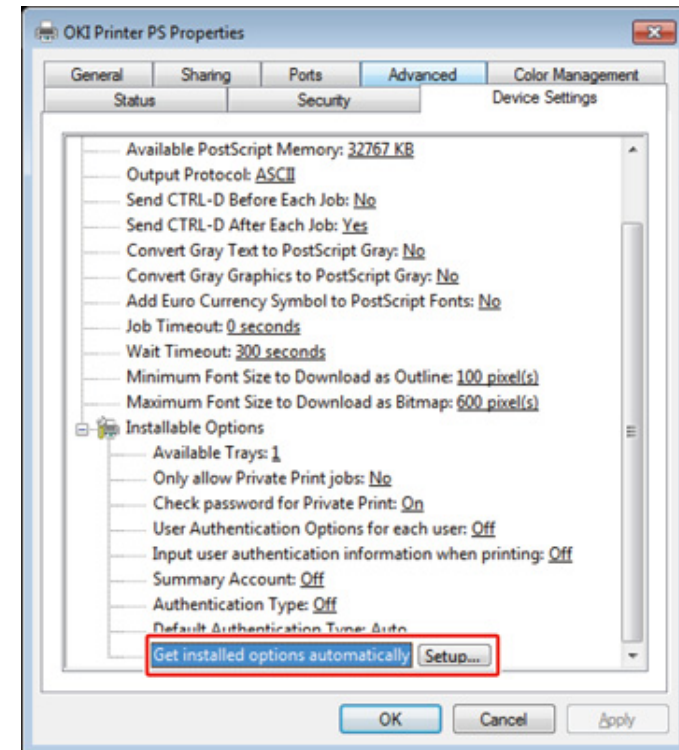 OKI Printer PS Properties
General Sharing Ports Advanced Color Management
Status Security Device Settings
Available PostScript Memory: 32767 KB
Output Protocol: ASCII
Send CTRL-D Before Each Job: No
Send CTRL-D After Each Job: Yes
Convert Gray Text to PostScript Gray: No
Convert Gray Graphics to PostScript Gray: No
Add Euro Currency Symbol to PostScript Fonts: No
Job Timeout: 0 seconds
Wait Timeout: 300 seconds
Minimum Font Size to Download as Outline: 100 pixel(s)
Maximum Font Size to Download as Bitmap: 600 pixel(s)
Installable Options
Available Trays: 1
Only allow Private Print jobs: No
Check password for Private Print: On
User Authentication Options for each user: Off
Input user authentication information when printing: Off
Summary Account: Off
Authentication Type: Off
Default Authentication Type: Auto
Get installed options automatically Setup...
OK Cancel Apply